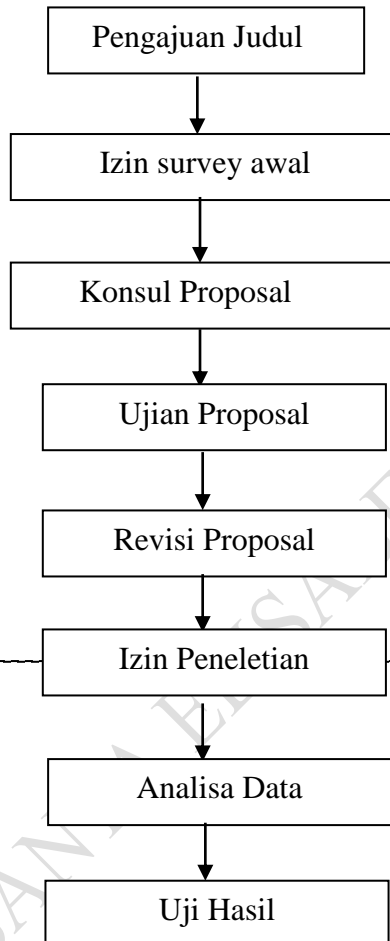 Pengajuan Judul
Izin survey awal
Konsul Proposal
Ujian Proposal
Revisi Proposal
Izin Peneletian
Analisa Data
Uji Hasil